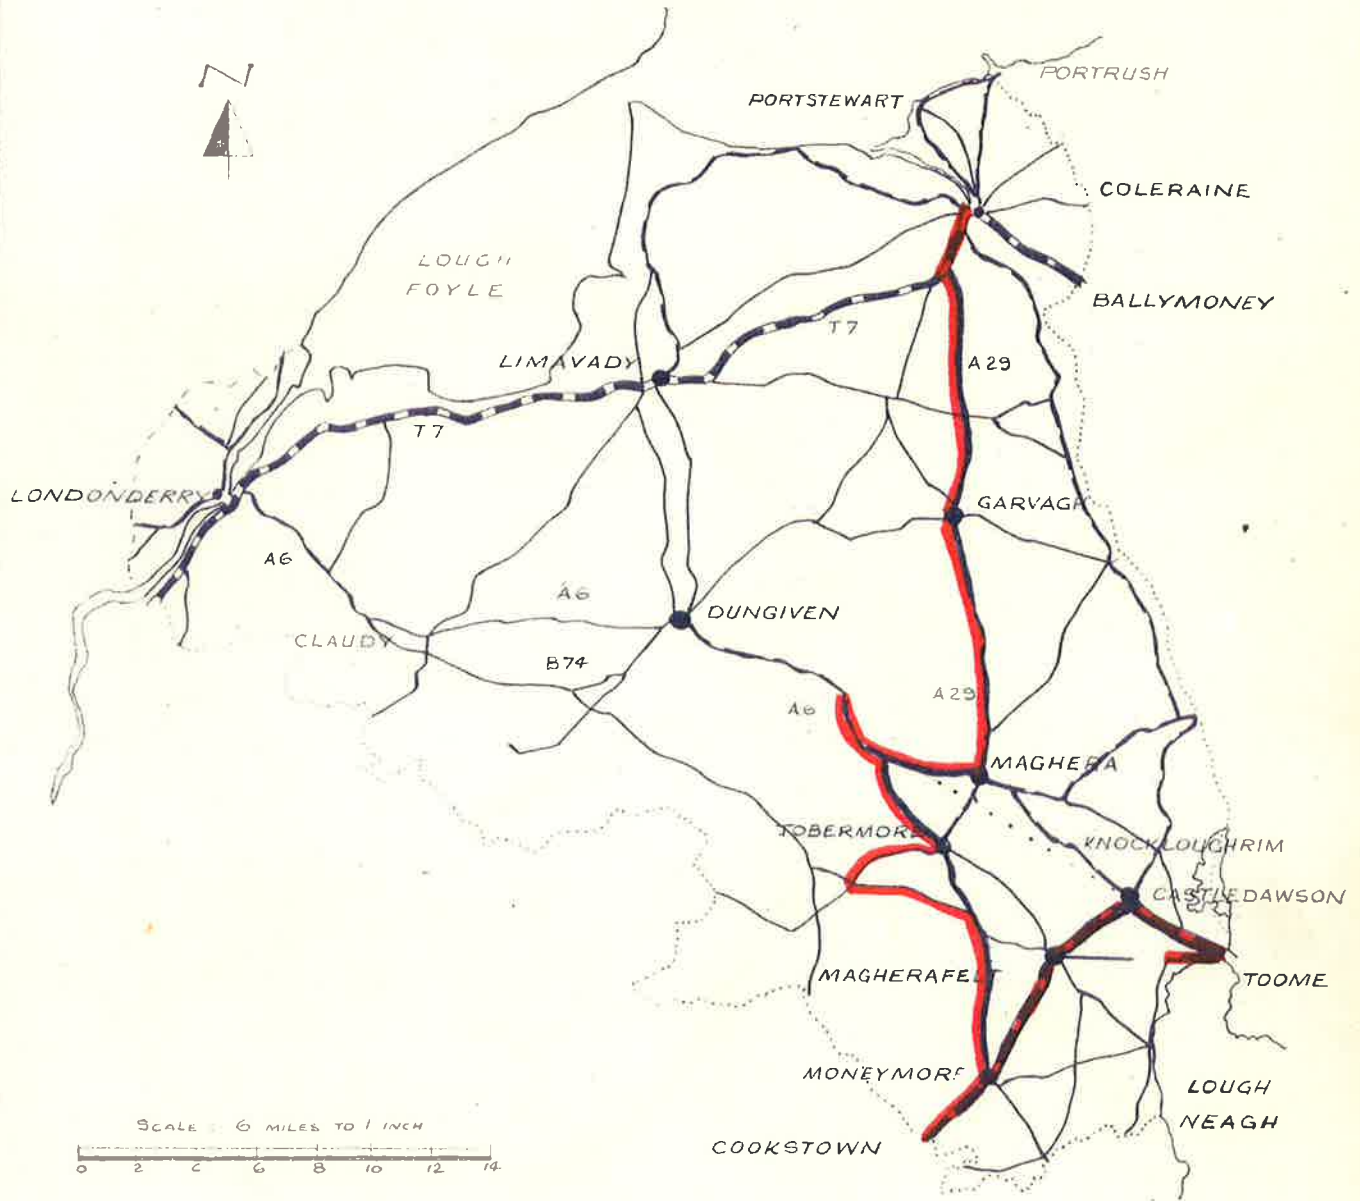 N
PORTRUSH
PORTSTEWART
COLERAINE
LOUGH
FOYLE
BALLYMONEY
T7
LIMAVADY
A29
T7
LONDONDERRY
GARVAGH
A6
A6
DUNGIVEN
CLAUDY
B74
A29
A6
MAGHERA
TOBERMORE
KNOCKLOUGHRIM
CASTLEDAWSON
MAGHERAFELT
TOOME
MONEYMORE
LOUGH
NEAGH
SCALE : 6 MILES TO 1 INCH
COOKSTOWN
0 2 6 8 10 12 14